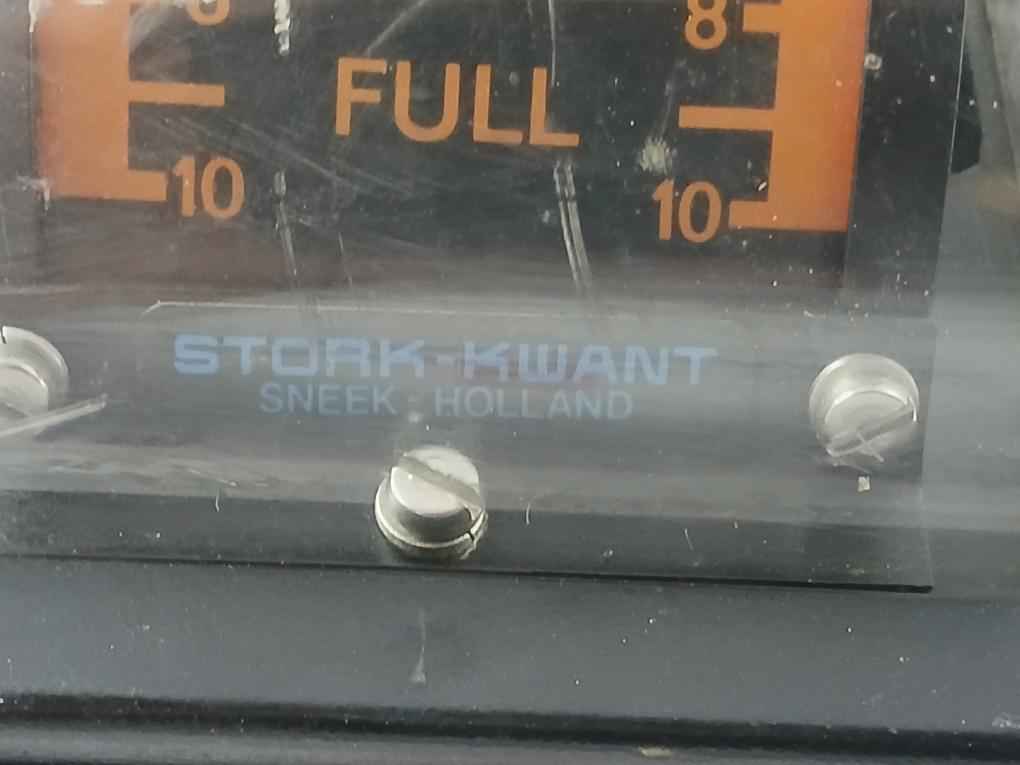 8
FULL
10 10
STORK-KWANT
SNEEK - HOLLAND